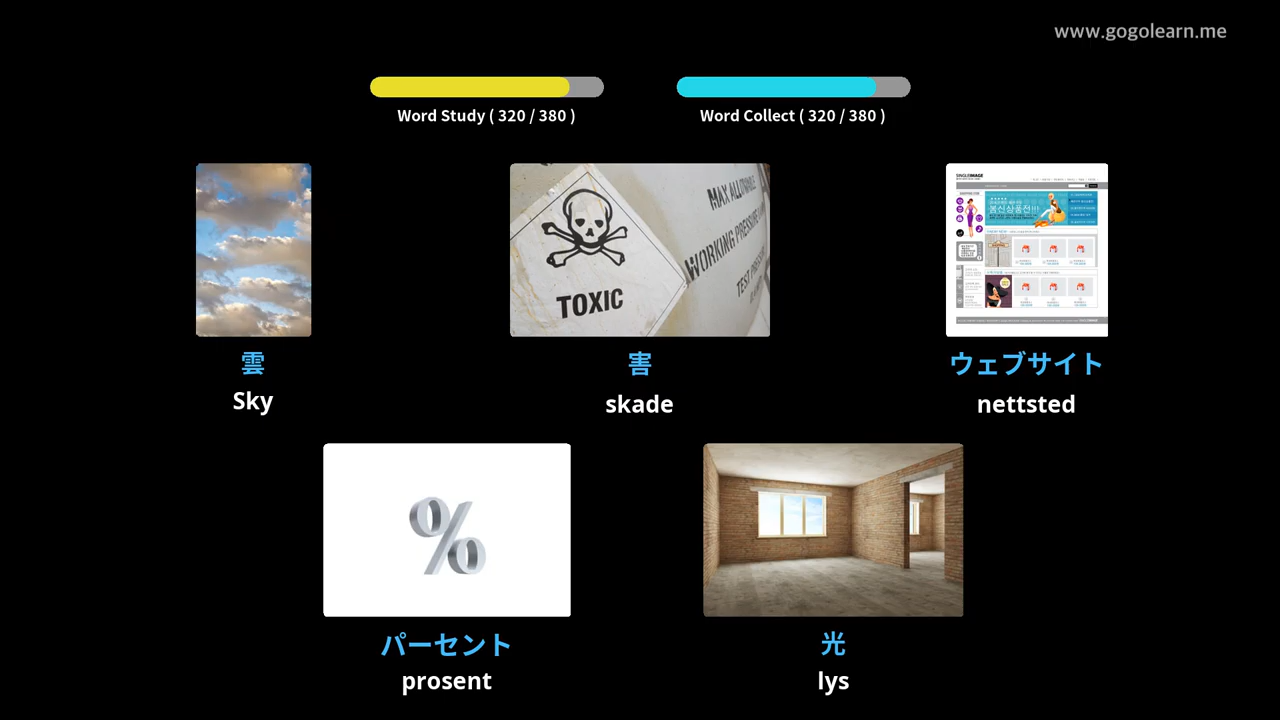 www.gogolearn.me
Word Study ( 320 / 380 )
Word Collect ( 320 / 380 )
TOXIC
MAX ALLOWABLE
WORKING PRESSURE
SINGLEIMAGE
雲
Sky
害
skade
ウェブサイト
nettsted
%
パーセント
prosent
光
lys